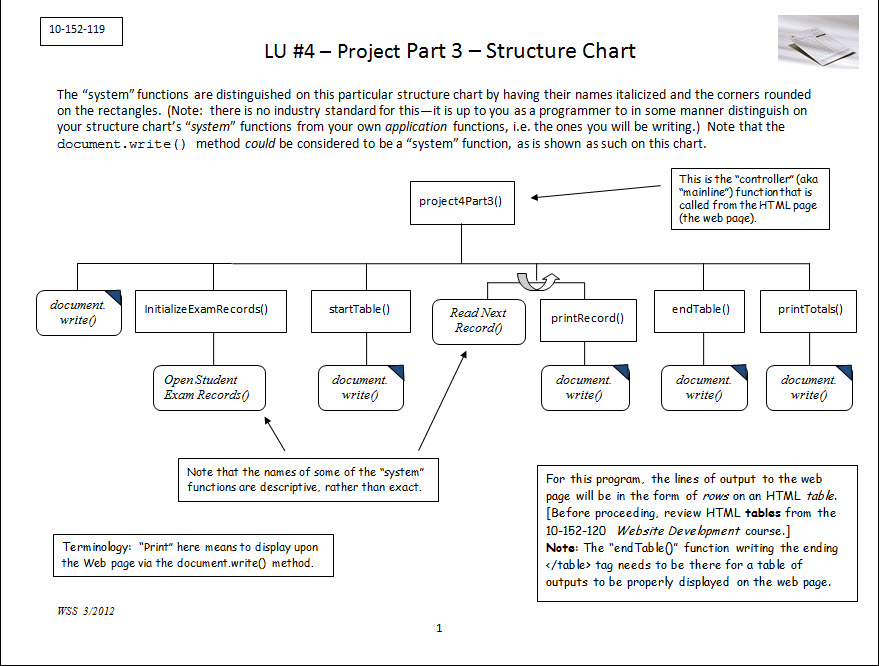 10-152-119
LU #4 – Project Part 3 – Structure Chart
The “system” functions are distinguished on this particular structure chart by having their names italicized and the corners rounded
on the rectangles. (Note: there is no industry standard for this—it is up to you as a programmer to in some manner distinguish on
your structure chart’s “system” functions from your own application functions, i.e. the ones you will be writing.) Note that the
document.write() method could be considered to be a “system” function, as is shown as such on this chart.
This is the “controller” (aka
“mainline”) function that is
called from the HTML page
(the web page).
project4Part3()
document.
write()
InitializeExamRecords()
startTable()
Read Next
Record()
printRecord()
endTable()
printTotals()
Open Student
Exam Records()
document.
write()
document.
write()
document.
write()
document.
write()
Note that the names of some of the “system”
functions are descriptive, rather than exact.
For this program, the lines of output to the web
page will be in the form of rows on an HTML table.
[Before proceeding, review HTML tables from the
10-152-120 Website Development course.]
Note: The “endTable()” function writing the ending
</table> tag needs to be there for a table of
outputs to be properly displayed on the web page.
Terminology: “Print” here means to display upon
the Web page via the document.write() method.
WSS 3/2012
1